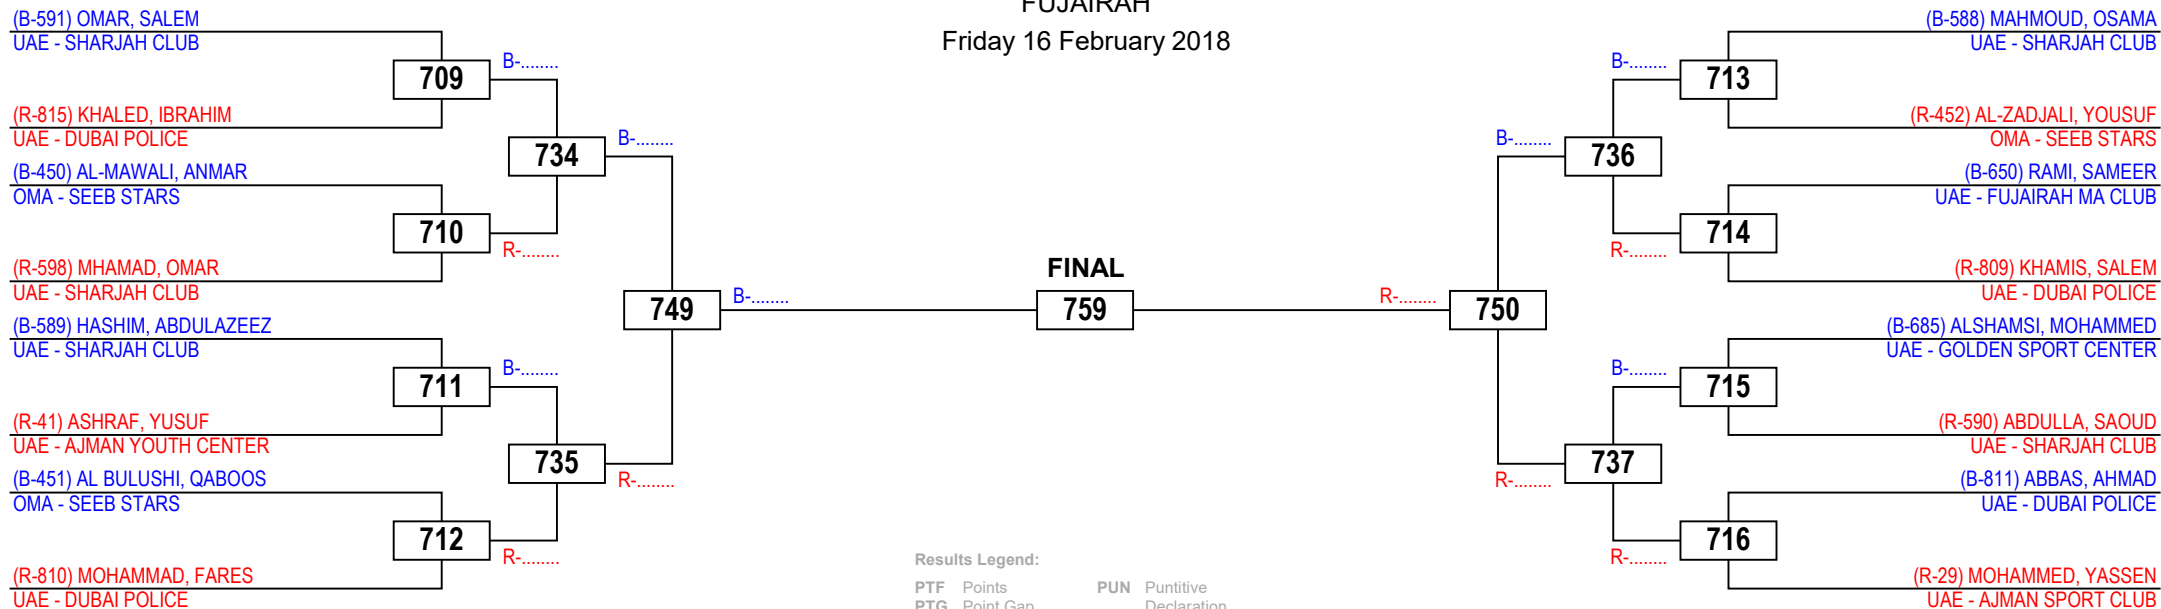 FUJAIRAH
Friday 16 February 2018
(B-591) OMAR, SALEM
UAE - SHARJAH CLUB
709
B-........
(R-815) KHALED, IBRAHIM
UAE - DUBAI POLICE
734
B-........
(B-450) AL-MAWALI, ANMAR
OMA - SEEB STARS
710
R-........
(R-598) MHAMAD, OMAR
UAE - SHARJAH CLUB
749
B-........
(B-589) HASHIM, ABDULAZEEZ
UAE - SHARJAH CLUB
711
B-........
(R-41) ASHRAF, YUSUF
UAE - AJMAN YOUTH CENTER
735
R-........
(B-451) AL BULUSHI, QABOOS
OMA - SEEB STARS
712
R-........
(R-810) MOHAMMAD, FARES
UAE - DUBAI POLICE
FINAL
759
(B-588) MAHMOUD, OSAMA
UAE - SHARJAH CLUB
B-........
713
(R-452) AL-ZADJALI, YOUSUF
OMA - SEEB STARS
B-........
736
(B-650) RAMI, SAMEER
UAE - FUJAIRAH MA CLUB
714
R-........
(R-809) KHAMIS, SALEM
UAE - DUBAI POLICE
R-........
750
(B-685) ALSHAMSI, MOHAMMED
UAE - GOLDEN SPORT CENTER
B-........
715
(R-590) ABDULLA, SAOUD
UAE - SHARJAH CLUB
737
R-........
(B-811) ABBAS, AHMAD
UAE - DUBAI POLICE
716
R-........
(R-29) MOHAMMED, YASSEN
UAE - AJMAN SPORT CLUB
Results Legend:
PTF Points PUN Puntitive
PTG Point Gap Declaration